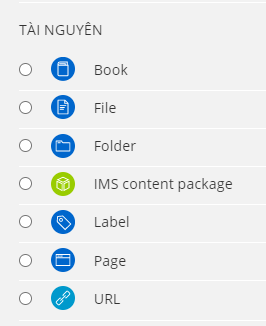 TÀI NGUYÊN
Book
File
Folder
IMS content package
Label
Page
URL